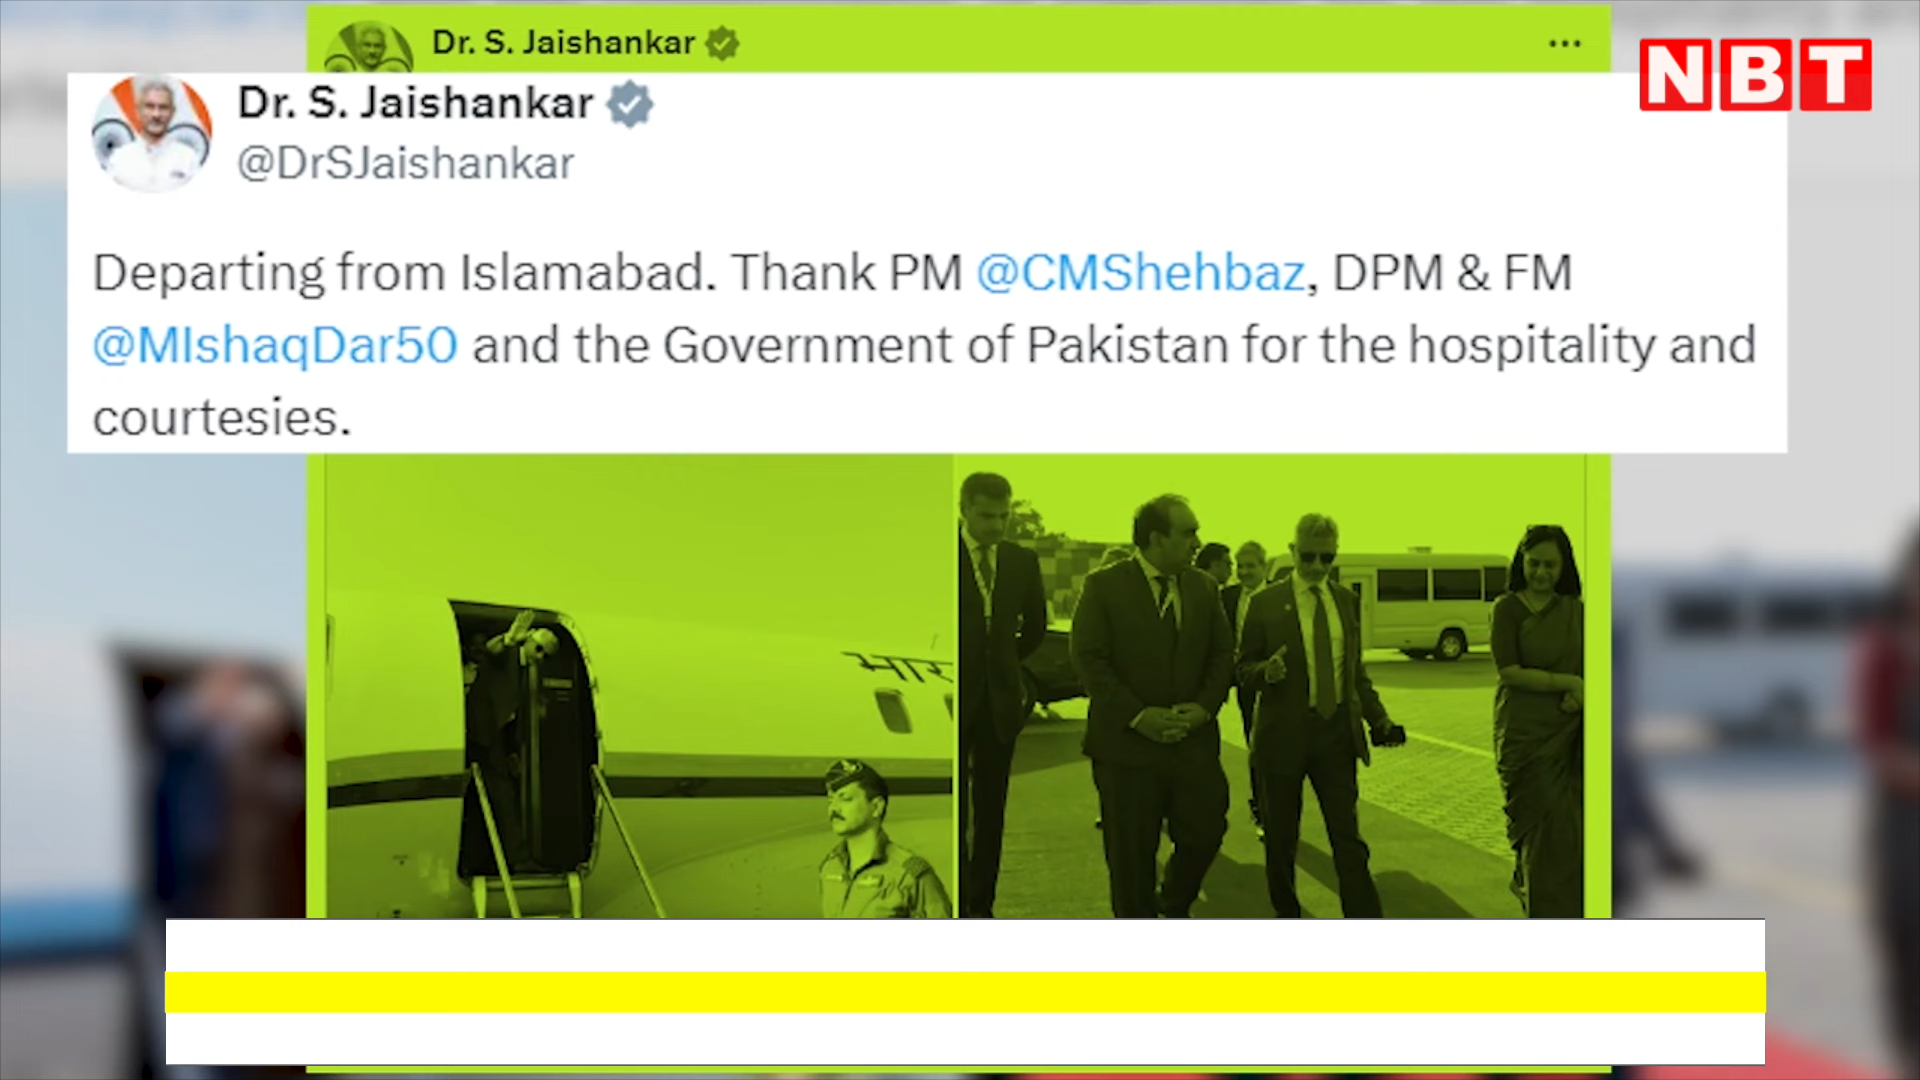 Dr. S. Jaishankar
NBT
Dr. S. Jaishankar
@DrSJaishankar
Departing from Islamabad. Thank PM @CMShehbaz, DPM & FM
@MIshaqDar50 and the Government of Pakistan for the hospitality and
courtesies.
भार